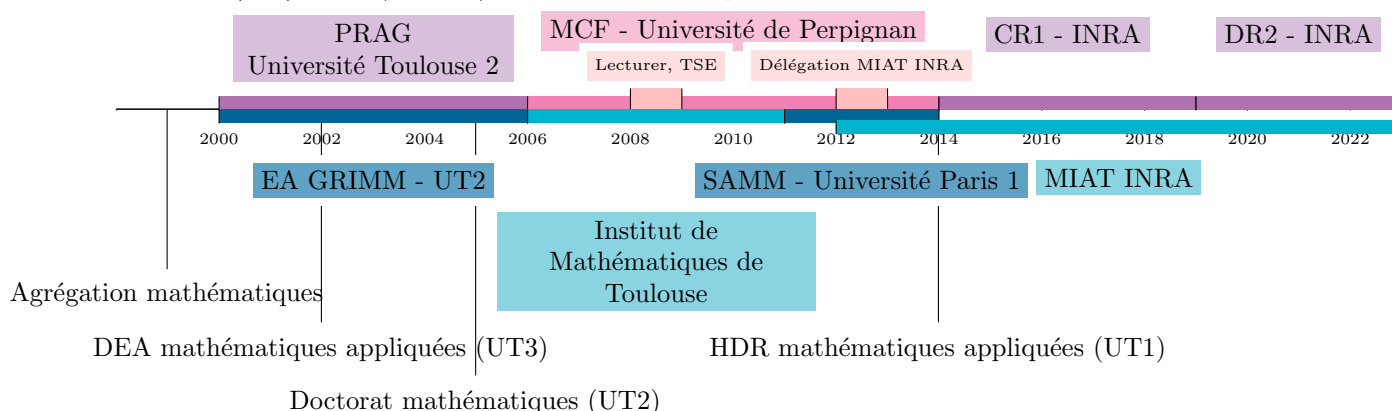 PRAG
Université Toulouse 2
MCF - Université de Perpignan
CR1 - INRA
DR2 - INRA
Lecturer, TSE
Délégation MIAT INRA
2000
2002
2004
2006
2008
2010
2012
2014
2016
2018
2020
2022
EA GRIMM - UT2
SAMM - Université Paris 1
MIAT INRA
Institut de
Mathématiques de
Toulouse
Agrégation mathématiques
DEA mathématiques appliquées (UT3)
HDR mathématiques appliquées (UT1)
Doctorat mathématiques (UT2)